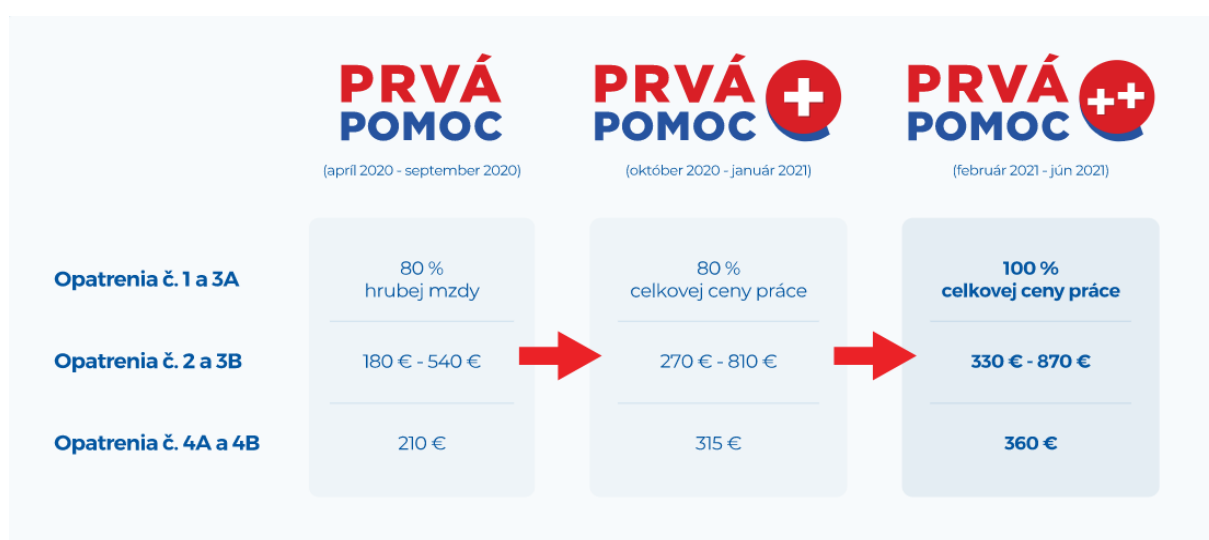 PRVÁ
POMOC
(apríl 2020 - september 2020)
PRVÁ
POMOC
+
(október 2020 - január 2021)
PRVÁ
POMOC
++
(február 2021 - jún 2021)
Opatrenia č. 1 a 3A
80 %
hrubej mzdy
80 %
celkovej ceny práce
100 %
celkovej ceny práce
Opatrenia č. 2 a 3B
180 € - 540 €
270 € - 810 €
330 € - 870 €
Opatrenia č. 4A a 4B
210 €
315 €
360 €